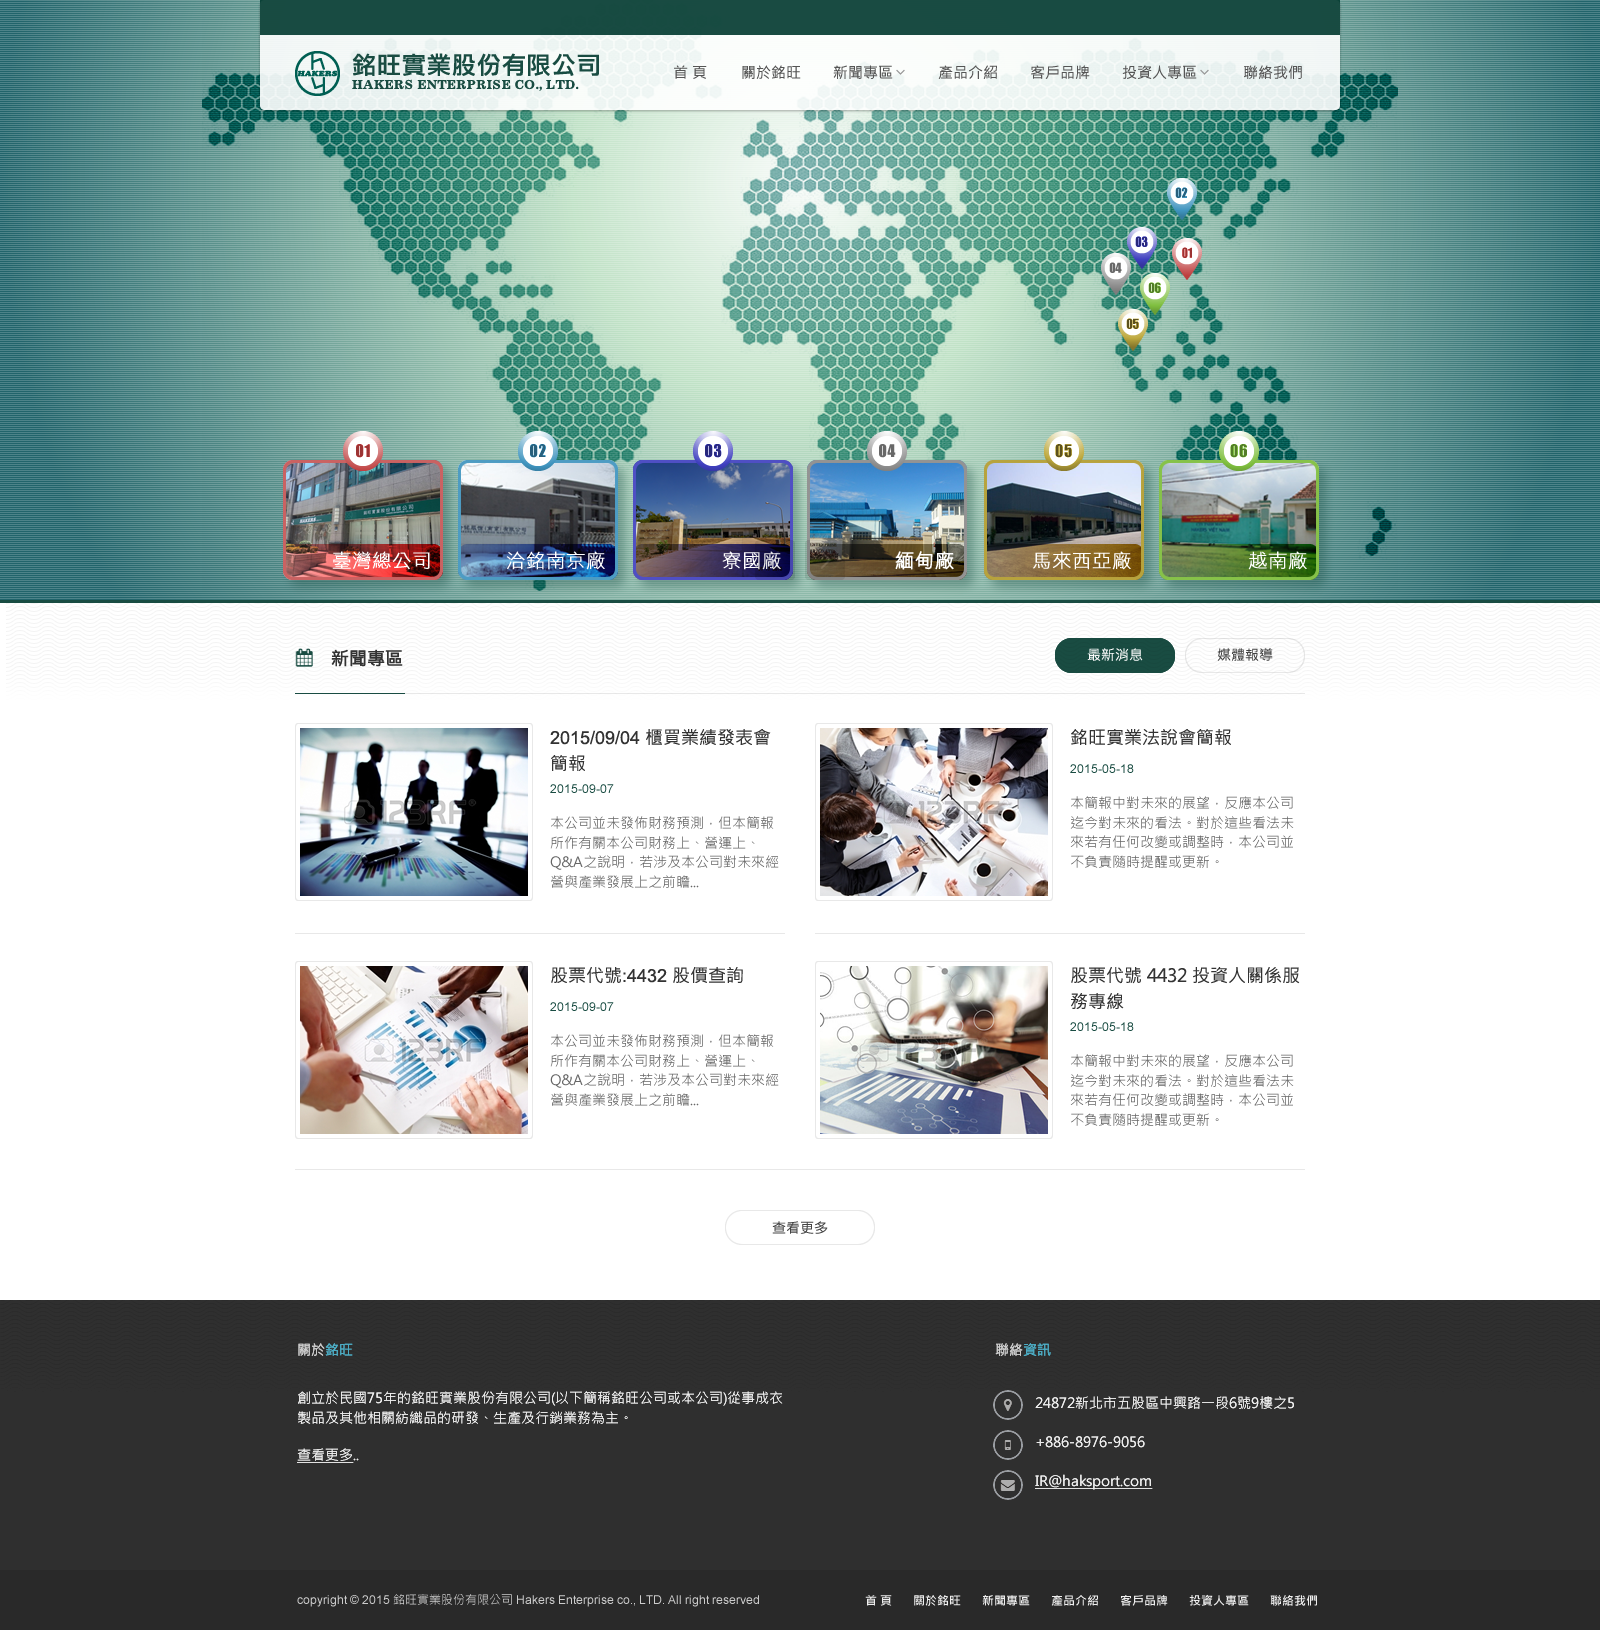 HAKERS
銘旺實業股份有限公司
HAKERS ENTERPRISE CO., LTD.
首 頁
關於銘旺
新聞專區
產品介紹
客戶品牌
投資人專區
聯絡我們
02
03
01
04
06
05
01
02
03
04
05
06
銘旺實業股份有限公司
臺灣總公司
洽銘南京廠
寮國廠
緬甸廠
馬來西亞廠
越南廠
新聞專區
最新消息
媒體報導
2015/09/04 櫃買業績發表會
簡報
2015-09-07
本公司並未發佈財務預測，但本簡報
所作有關本公司財務上、營運上、
Q&A之說明，若涉及本公司對未來經
營與產業發展上之前瞻...
123RF
銘旺實業法說會簡報
2015-05-18
本簡報中對未來的展望，反應本公司
迄今對未來的看法。對於這些看法未
來若有任何改變或調整時，本公司並
不負責隨時提醒或更新。
123RF
股票代號:4432 股價查詢
2015-09-07
本公司並未發佈財務預測，但本簡報
所作有關本公司財務上、營運上、
Q&A之說明，若涉及本公司對未來經
營與產業發展上之前瞻...
123RF
股票代號 4432 投資人關係服
務專線
2015-05-18
本簡報中對未來的展望，反應本公司
迄今對未來的看法。對於這些看法未
來若有任何改變或調整時，本公司並
不負責隨時提醒或更新。
123RF
查看更多
關於銘旺
創立於民國75年的銘旺實業股份有限公司(以下簡稱銘旺公司或本公司)從事成衣
製品及其他相關紡織品的研發、生產及行銷業務為主。
查看更多..
聯絡資訊
24872新北市五股區中興路一段6號9樓之5
+886-8976-9056
IR@haksport.com
copyright © 2015 銘旺實業股份有限公司 Hakers Enterprise co., LTD. All right reserved
首 頁
關於銘旺
新聞專區
產品介紹
客戶品牌
投資人專區
聯絡我們